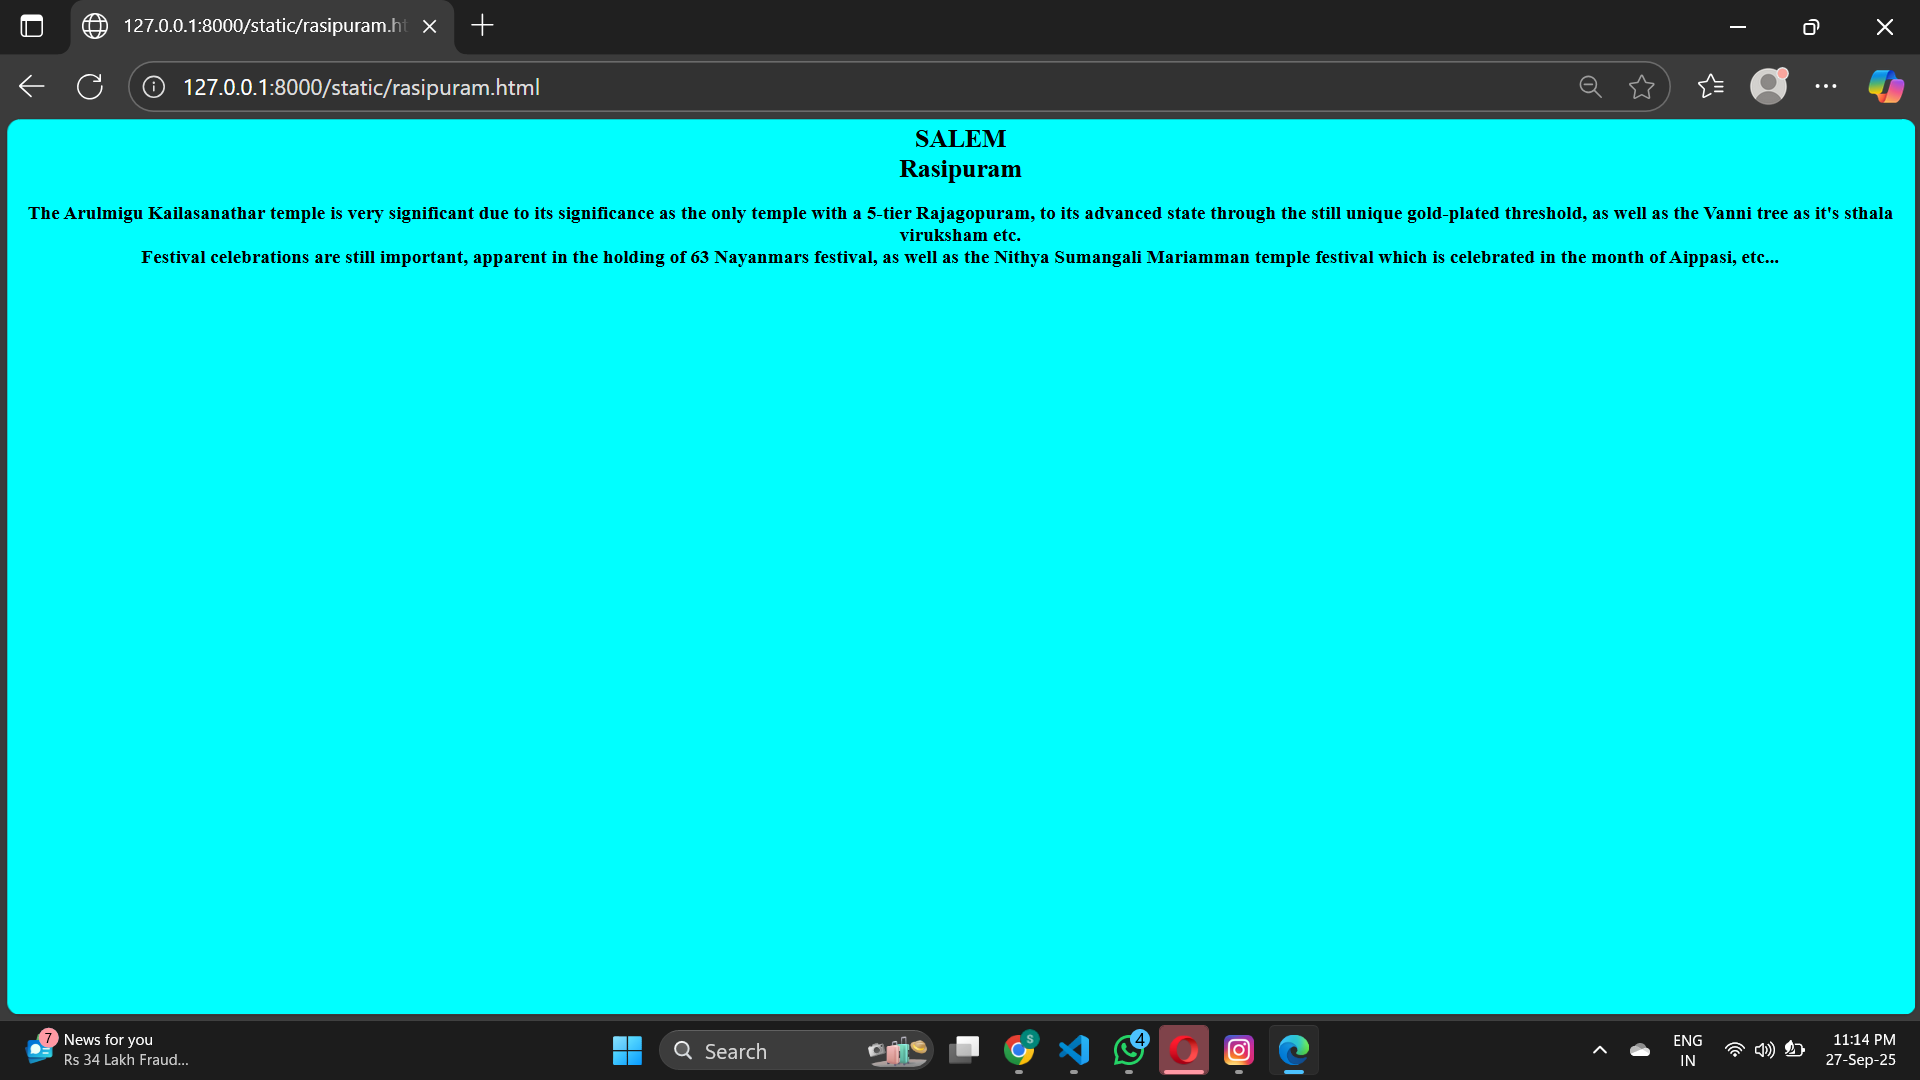 127.0.0.1:8000/static/rasipuram.ht
127.0.0.1:8000/static/rasipuram.html
SALEM
Rasipuram
The Arulmigu Kailasanathar temple is very significant due to its significance as the only temple with a 5-tier Rajagopuram, to its advanced state through the still unique gold-plated threshold, as well as the Vanni tree as it's sthala
viruksham etc.
Festival celebrations are still important, apparent in the holding of 63 Nayanmars festival, as well as the Nithya Sumangali Mariamman temple festival which is celebrated in the month of Aippasi, etc...
7
News for you
Rs 34 Lakh Fraud...
Search
S
4
ENG
IN
11:14 PM
27-Sep-25